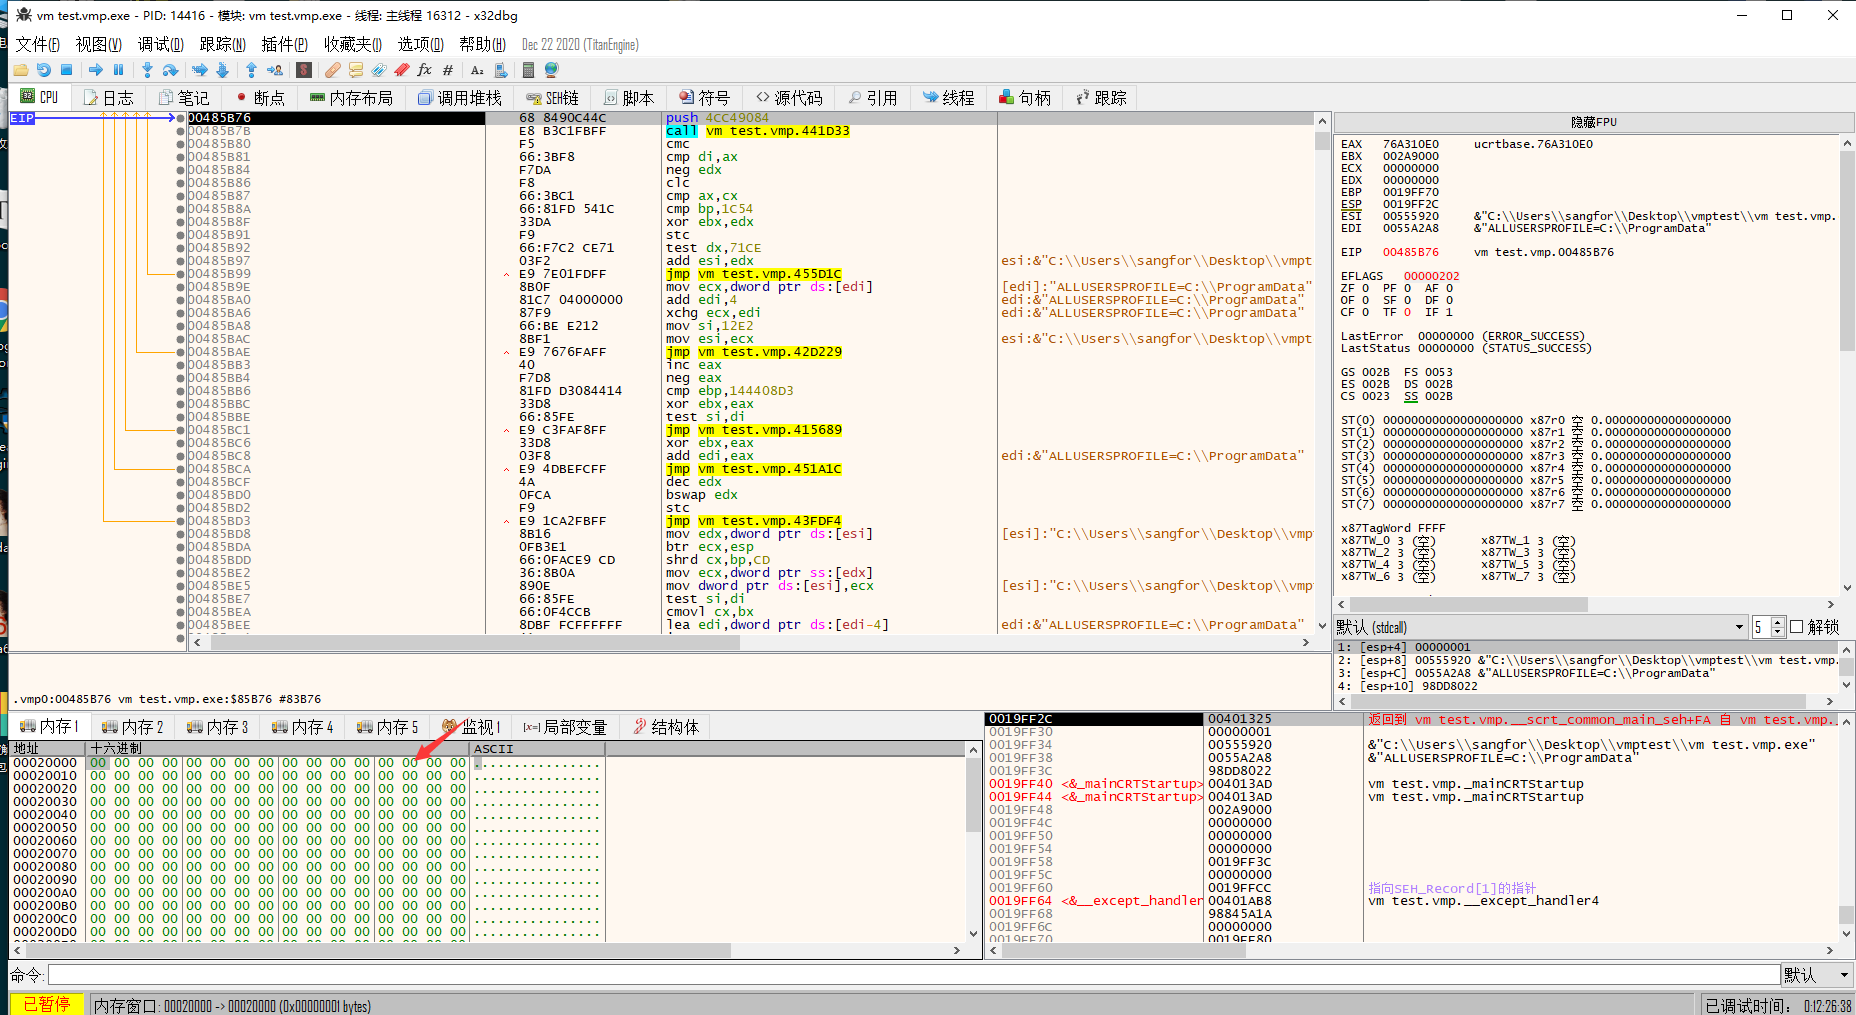 vm test.vmp.exe - PID: 14416 - 模块: vm test.vmp.exe - 线程: 主线程 16312 - x32dbg
文件(F) 视图(V) 调试(D) 跟踪(N) 插件(P) 收藏夹(I) 选项(O) 帮助(H) Dec 22 2020 (TitanEngine)
CPU 日志 笔记 断点 内存布局 调用堆栈 SEH链 脚本 符号 源代码 引用 线程 句柄 跟踪
EIP 00485B76 68 8490C44C push 4CC49084
00485B7B E8 B3C1FBFF call vm test.vmp.441D33
00485B80 F5 cmc
00485B81 66:3BF8 cmp di,ax
00485B84 F7DA neg edx
00485B86 F8 clc
00485B87 66:3BC1 cmp ax,cx
00485B8A 66:81FD 541C cmp bp,1C54
00485B8F 33DA xor ebx,edx
00485B91 F9 stc
00485B92 66:F7C2 CE71 test dx,71CE
00485B97 03F2 add esi,edx esi:&"C:\\Users\\sangfor\\Desktop\\vmpt
00485B99 E9 7E01FDFF jmp vm test.vmp.455D1C
00485B9E 8B0F mov ecx,dword ptr ds:[edi] [edi]:"ALLUSERSPROFILE=C:\\ProgramData"
00485BA0 81C7 04000000 add edi,4 edi:&"ALLUSERSPROFILE=C:\\ProgramData"
00485BA6 87F9 xchg ecx,edi edi:&"ALLUSERSPROFILE=C:\\ProgramData"
00485BA8 66:BE E212 mov si,12E2
00485BAC 8BF1 mov esi,ecx esi:&"C:\\Users\\sangfor\\Desktop\\vmpt
00485BAE E9 7676FAFF jmp vm test.vmp.42D229
00485BB3 40 inc eax
00485BB4 F7D8 neg eax
00485BB6 81FD D3084414 cmp ebp,144408D3
00485BBC 33D8 xor ebx,eax
00485BBE 66:85FE test si,di
00485BC1 E9 C3FAF8FF jmp vm test.vmp.415689
00485BC6 33D8 xor ebx,eax
00485BC8 03F8 add edi,eax edi:&"ALLUSERSPROFILE=C:\\ProgramData"
00485BCA E9 4DBEFCFF jmp vm test.vmp.451A1C
00485BCF 4A dec edx
00485BD0 0FCA bswap edx
00485BD2 F9 stc
00485BD3 E9 1CA2FBFF jmp vm test.vmp.43FDF4
00485BD8 8B16 mov edx,dword ptr ds:[esi] [esi]:"C:\\Users\\sangfor\\Desktop\\vmp
00485BDA 0FB3E1 btr ecx,esp
00485BDD 66:0FACE9 CD shrd cx,bp,CD
00485BE2 36:8B0A mov ecx,dword ptr ss:[edx]
00485BE5 890E mov dword ptr ds:[esi],ecx [esi]:"C:\\Users\\sangfor\\Desktop\\vmp
00485BE7 66:85FE test si,di
00485BEA 66:0F4CCB cmovl cx,bx
00485BEE 8DBF FCFFFFFF lea edi,dword ptr ds:[edi-4] edi:&"ALLUSERSPROFILE=C:\\ProgramData"
.vmp0:00485B76 vm test.vmp.exe:$85B76 #83B76
隐藏FPU
EAX 76A310E0 ucrtbase.76A310E0
EBX 002A9000
ECX 00000000
EDX 00000000
EBP 0019FF70
ESP 0019FF2C
ESI 00555920 &"C:\\Users\\sangfor\\Desktop\\vmptest\\vm test.vmp.
EDI 0055A2A8 &"ALLUSERSPROFILE=C:\\ProgramData"
EIP 00485B76 vm test.vmp.00485B76
EFLAGS 00000202
ZF 0 PF 0 AF 0
OF 0 SF 0 DF 0
CF 0 TF 0 IF 1
LastError 00000000 (ERROR_SUCCESS)
LastStatus 00000000 (STATUS_SUCCESS)
GS 002B FS 0053
ES 002B DS 002B
CS 0023 SS 002B
ST(0) 00000000000000000000 x87r0 空 0.000000000000000000
ST(1) 00000000000000000000 x87r1 空 0.000000000000000000
ST(2) 00000000000000000000 x87r2 空 0.000000000000000000
ST(3) 00000000000000000000 x87r3 空 0.000000000000000000
ST(4) 00000000000000000000 x87r4 空 0.000000000000000000
ST(5) 00000000000000000000 x87r5 空 0.000000000000000000
ST(6) 00000000000000000000 x87r6 空 0.000000000000000000
ST(7) 00000000000000000000 x87r7 空 0.000000000000000000
x87TagWord FFFF
x87TW_0 3 (空) x87TW_1 3 (空)
x87TW_2 3 (空) x87TW_3 3 (空)
x87TW_4 3 (空) x87TW_5 3 (空)
x87TW_6 3 (空) x87TW_7 3 (空)
默认 (stdcall) 5 解锁
1: [esp+4] 00000001
2: [esp+8] 00555920 &"C:\\Users\\sangfor\\Desktop\\vmptest\\vm test.vmp.
3: [esp+C] 0055A2A8 &"ALLUSERSPROFILE=C:\\ProgramData"
4: [esp+10] 98DD8022
内存 1 内存 2 内存 3 内存 4 内存 5 监视 1 [x=] 局部变量 结构体
地址 十六进制 ASCII
00020000 00 00 00 00 00 00 00 00 00 00 00 00 00 00 00 00 ................
00020010 00 00 00 00 00 00 00 00 00 00 00 00 00 00 00 00 ................
00020020 00 00 00 00 00 00 00 00 00 00 00 00 00 00 00 00 ................
00020030 00 00 00 00 00 00 00 00 00 00 00 00 00 00 00 00 ................
00020040 00 00 00 00 00 00 00 00 00 00 00 00 00 00 00 00 ................
00020050 00 00 00 00 00 00 00 00 00 00 00 00 00 00 00 00 ................
00020060 00 00 00 00 00 00 00 00 00 00 00 00 00 00 00 00 ................
00020070 00 00 00 00 00 00 00 00 00 00 00 00 00 00 00 00 ................
00020080 00 00 00 00 00 00 00 00 00 00 00 00 00 00 00 00 ................
00020090 00 00 00 00 00 00 00 00 00 00 00 00 00 00 00 00 ................
000200A0 00 00 00 00 00 00 00 00 00 00 00 00 00 00 00 00 ................
000200B0 00 00 00 00 00 00 00 00 00 00 00 00 00 00 00 00 ................
000200C0 00 00 00 00 00 00 00 00 00 00 00 00 00 00 00 00 ................
000200D0 00 00 00 00 00 00 00 00 00 00 00 00 00 00 00 00 ................
0019FF2C 00401325 返回到 vm test.vmp.__scrt_common_main_seh+FA 自 vm test.vmp.
0019FF30 00000001
0019FF34 00555920 &"C:\\Users\\sangfor\\Desktop\\vmptest\\vm test.vmp.exe"
0019FF38 0055A2A8 &"ALLUSERSPROFILE=C:\\ProgramData"
0019FF3C 98DD8022
0019FF40 <&_mainCRTStartup> 004013AD vm test.vmp._mainCRTStartup
0019FF44 <&_mainCRTStartup> 004013AD vm test.vmp._mainCRTStartup
0019FF48 002A9000
0019FF4C 00000000
0019FF50 00000000
0019FF54 00000000
0019FF58 0019FF3C
0019FF5C 00000000
0019FF60 0019FFCC 指向SEH_Record[1]的指针
0019FF64 <&__except_handler 00401AB8 vm test.vmp.__except_handler4
0019FF68 98845A1A
0019FF6C 00000000
0019FF70 0019FF80
命令: 默认
已暂停 内存窗口: 00020000 -> 00020000 (0x00000001 bytes) 已调试时间: 0:12:26:38